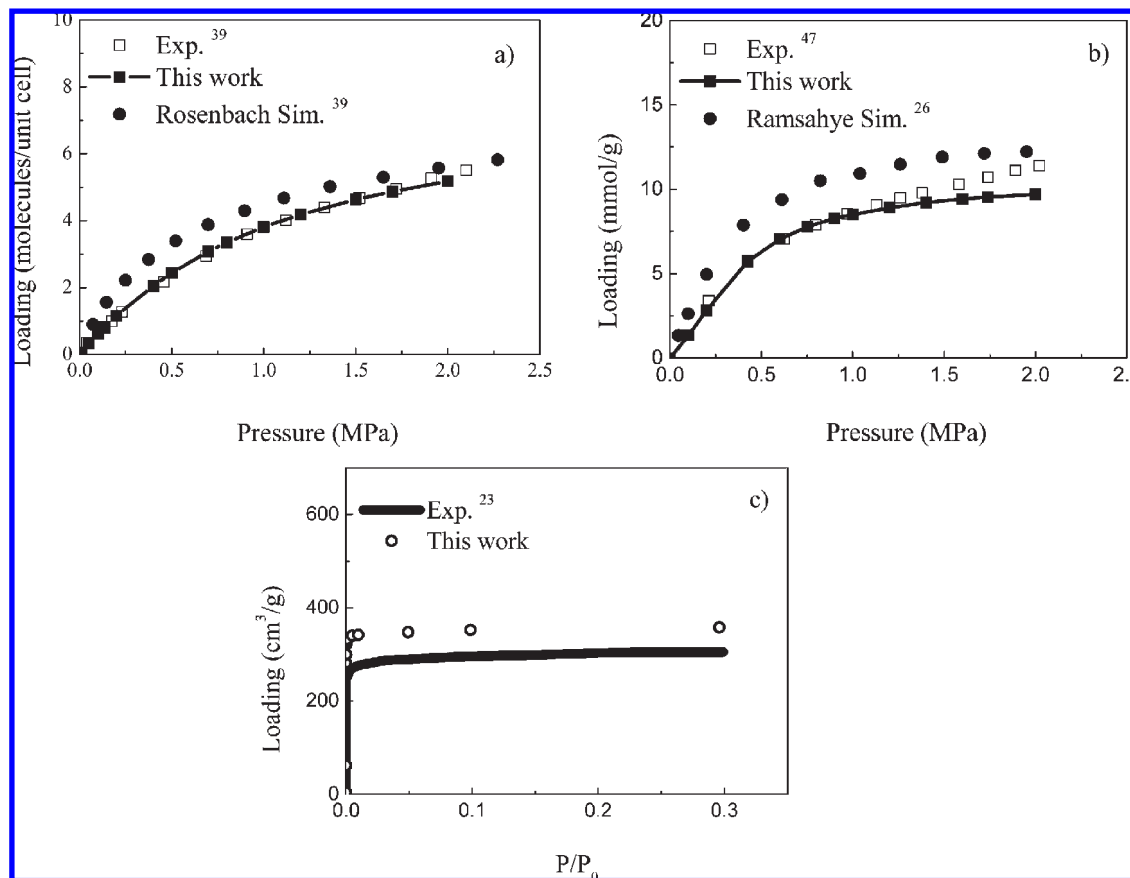 10
8
6
4
2
0
Loading (molecules/unit cell)
Exp. 39
This work
Rosenbach Sim. 39
a)
0.0 0.5 1.0 1.5 2.0 2.5
Pressure (MPa)
20
15
10
5
0
Loading (mmol/g)
Exp. 47
This work
Ramsahye Sim. 26
b)
0.0 0.5 1.0 1.5 2.0 2.
Pressure (MPa)
600
400
200
0
Loading (cm³/g)
Exp. 23
This work
c)
0.0 0.1 0.2 0.3
P/P₀